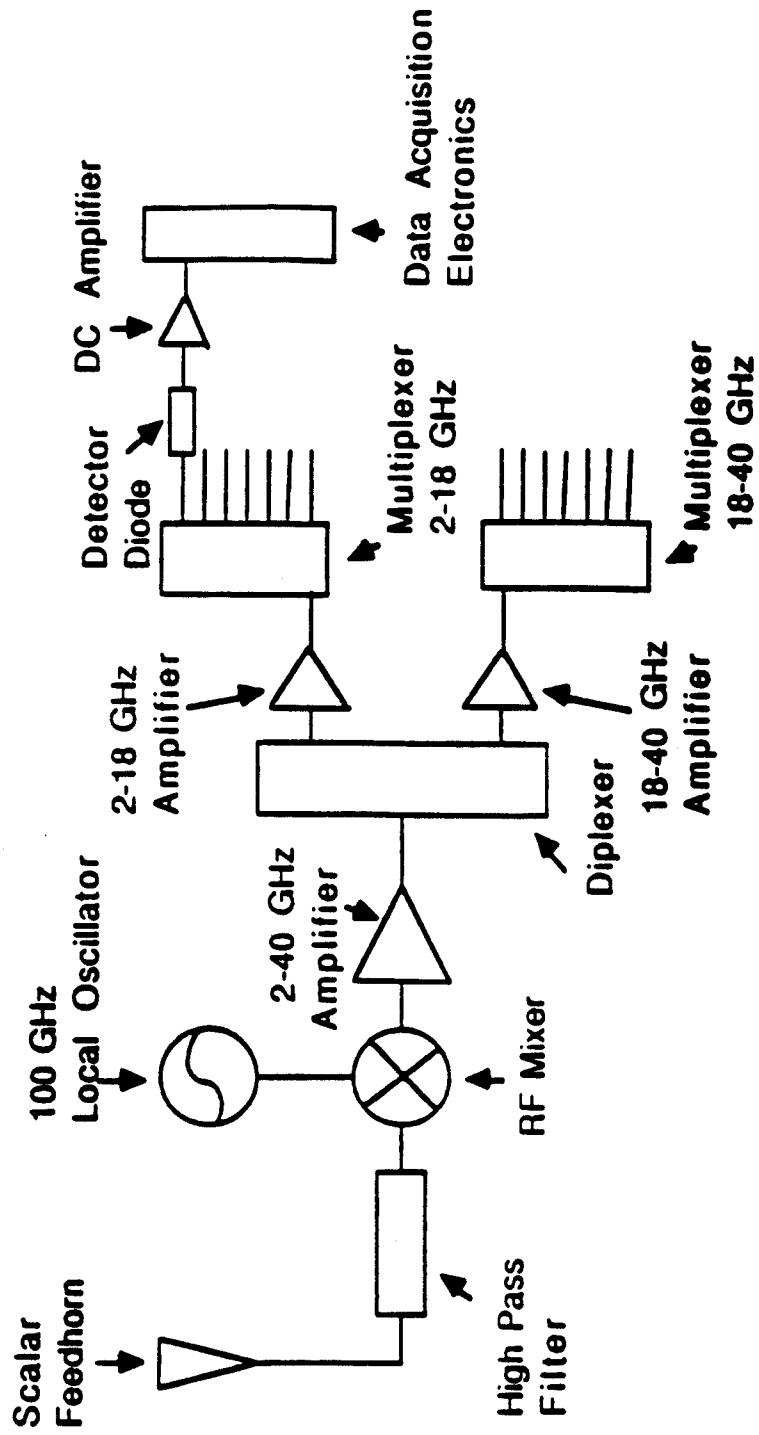 Scalar
Feedhorn
100 GHz
Local Oscillator
2-40 GHz
Amplifier
2-18 GHz
Amplifier
Detector
Diode
DC Amplifier
High Pass
Filter
RF Mixer
Diplexer
18-40 GHz
Amplifier
Multiplexer
2-18 GHz
Multiplexer
18-40 GHz
Data Acquisition
Electronics